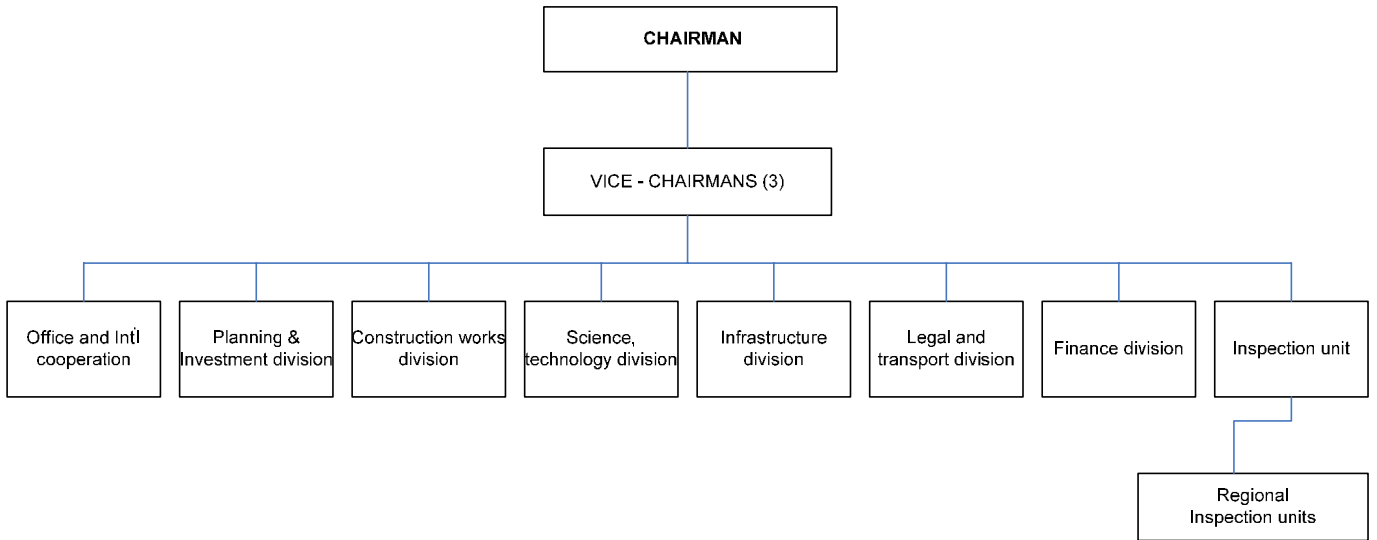 CHAIRMAN
VICE - CHAIRMANS (3)
Office and Int'l
cooperation
Planning &
Investment division
Construction works
division
Science,
technology division
Infrastructure
division
Legal and
transport division
Finance division
Inspection unit
Regional
Inspection units